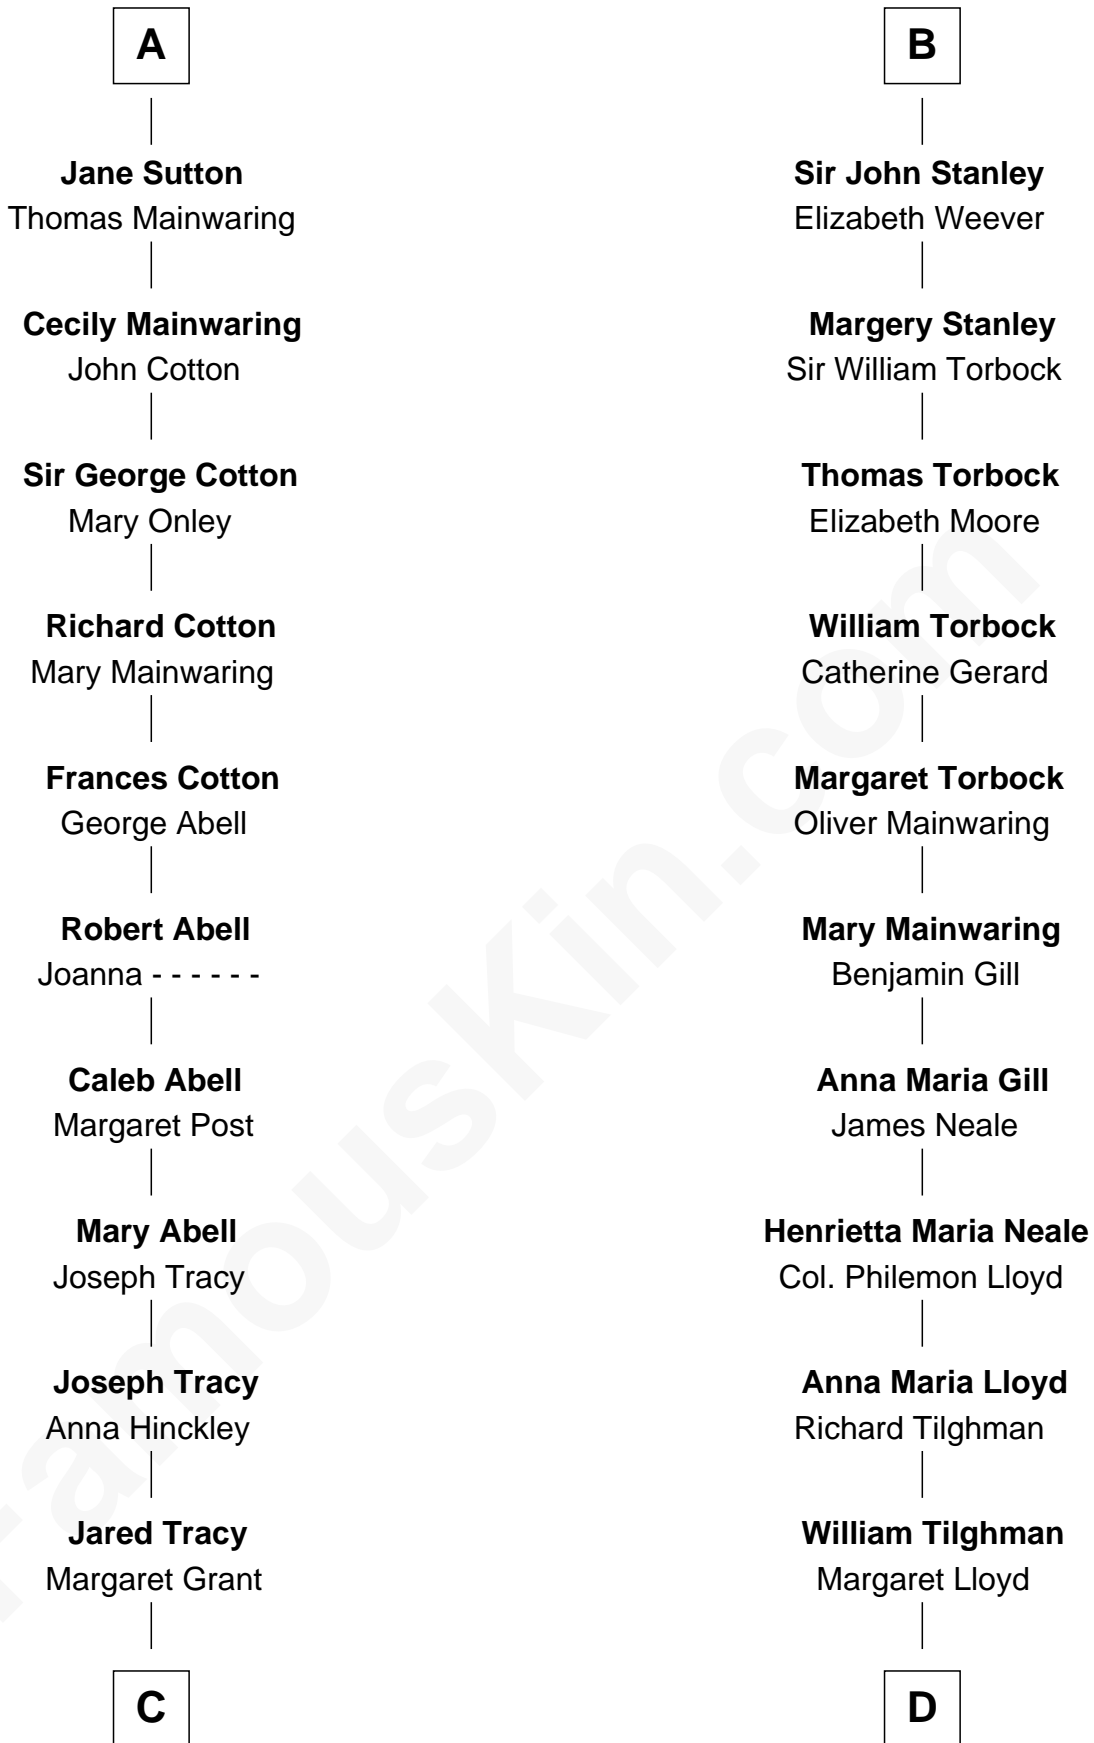 A
Jane Sutton
Thomas Mainwaring
Cecily Mainwaring
John Cotton
Sir George Cotton
Mary Onley
Richard Cotton
Mary Mainwaring
Frances Cotton
George Abell
Robert Abell
Joanna - - - - - -
Caleb Abell
Margaret Post
Mary Abell
Joseph Tracy
Joseph Tracy
Anna Hinckley
Jared Tracy
Margaret Grant
C
B
Sir John Stanley
Elizabeth Weever
Margery Stanley
Sir William Torbock
Thomas Torbock
Elizabeth Moore
William Torbock
Catherine Gerard
Margaret Torbock
Oliver Mainwaring
Mary Mainwaring
Benjamin Gill
Anna Maria Gill
James Neale
Henrietta Maria Neale
Col. Philemon Lloyd
Anna Maria Lloyd
Richard Tilghman
William Tilghman
Margaret Lloyd
D
FamousKin.com